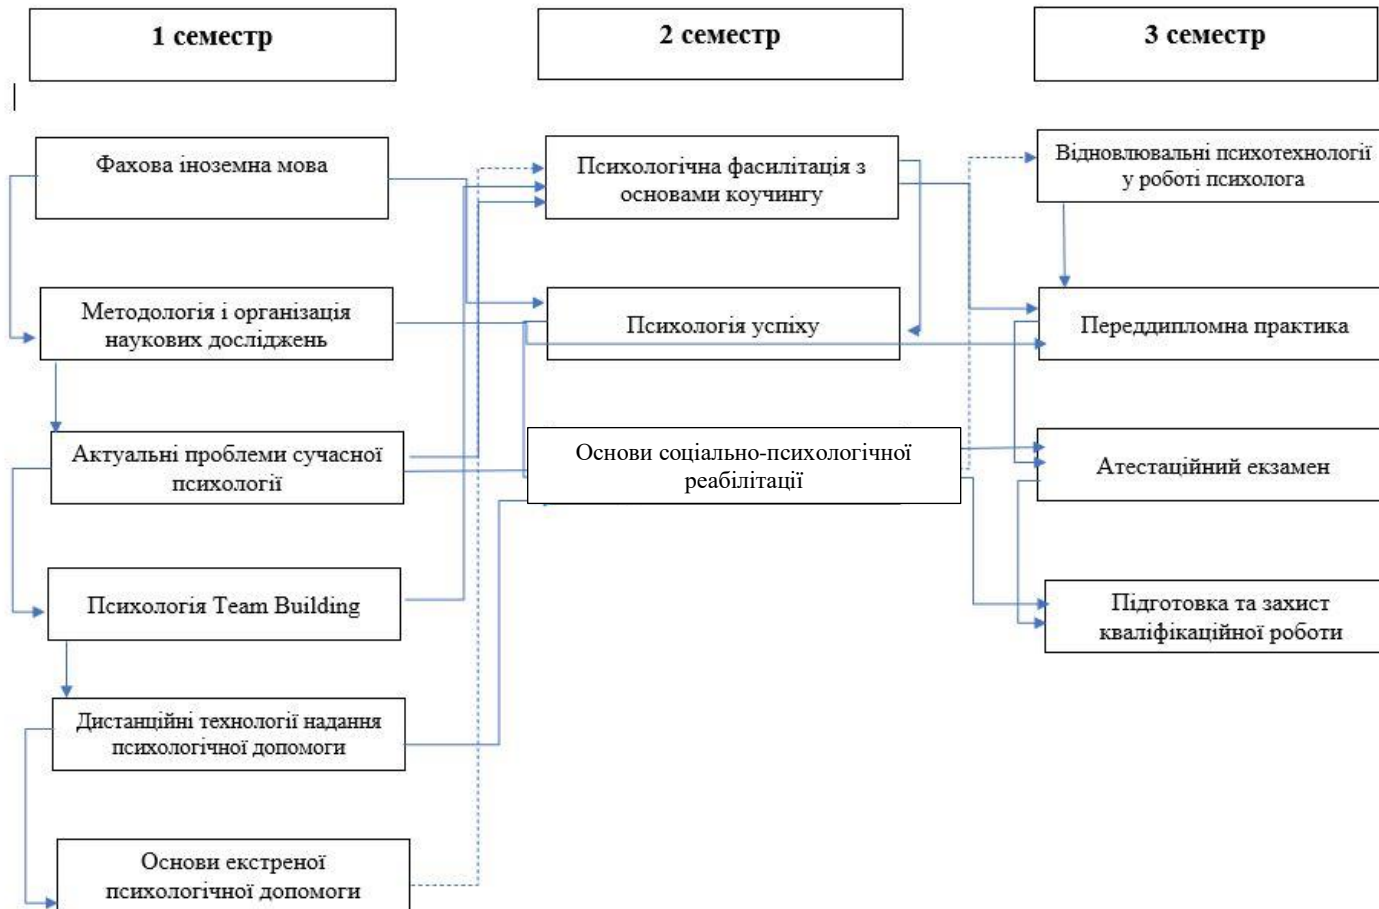 1 семестр
2 семестр
3 семестр
Фахова іноземна мова
Методологія і організація
наукових досліджень
Актуальні проблеми сучасної
психології
Психологія Team Building
Дистанційні технології надання
психологічної допомоги
Основи екстреної
психологічної допомоги
Психологічна фасилітація з
основами коучингу
Психологія успіху
Основи соціально-психологічної
реабілітації
Відновлювальні психотехнології
у роботі психолога
Переддипломна практика
Атестаційний екзамен
Підготовка та захист
кваліфікаційної роботи